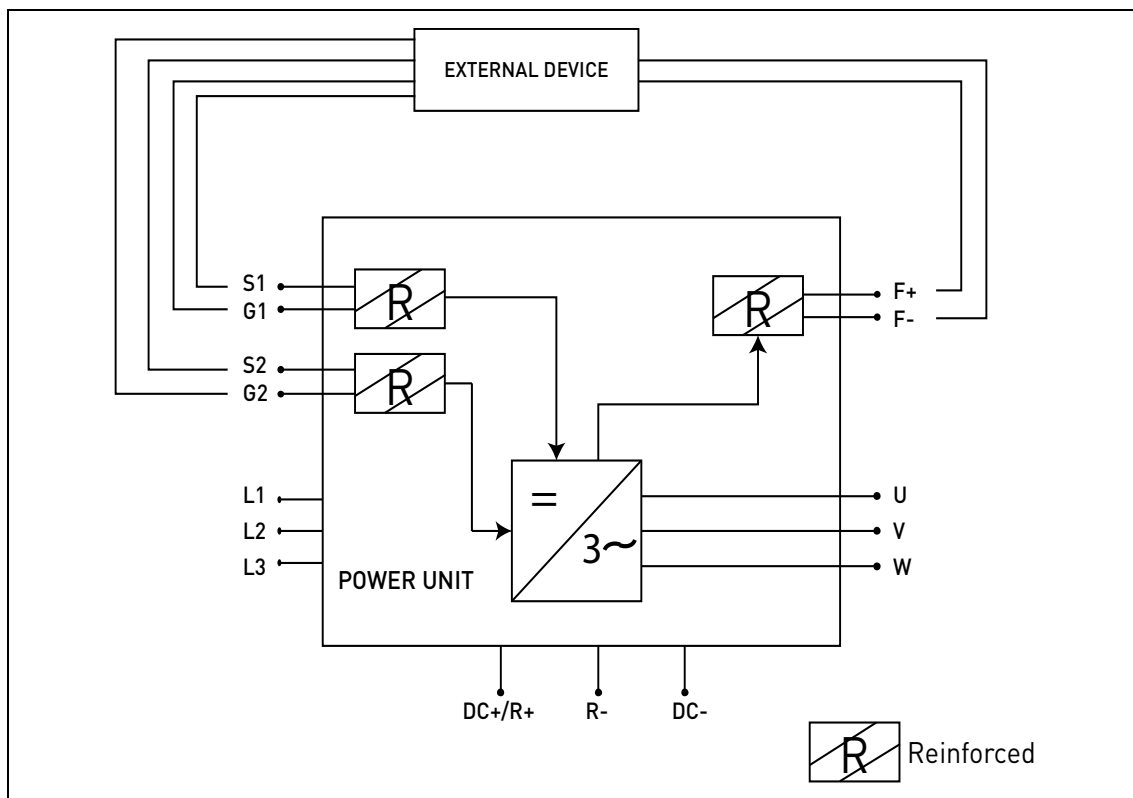 EXTERNAL DEVICE
S1
G1
S2
G2
R
R
R
F+
F-
L1
L2
L3
=
3~
U
V
W
POWER UNIT
DC+/R+ R- DC-
R Reinforced